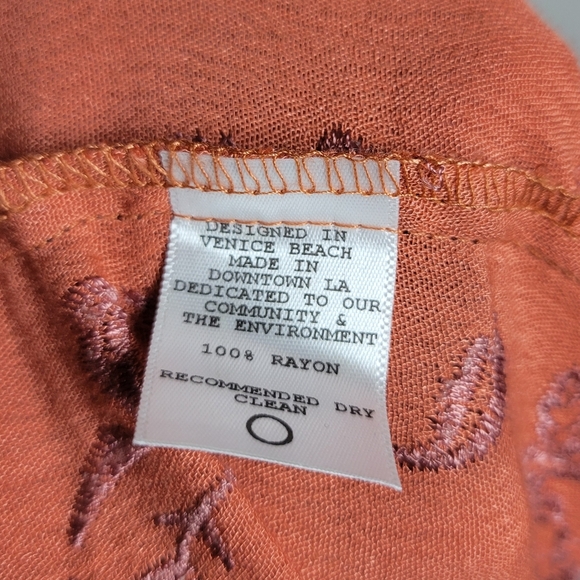 DESIGNED IN
VENICE BEACH
MADE IN
DOWNTOWN LA
DEDICATED TO OUR
COMMUNITY &
THE ENVIRONMENT
100% RAYON
RECOMMENDED DRY
CLEAN